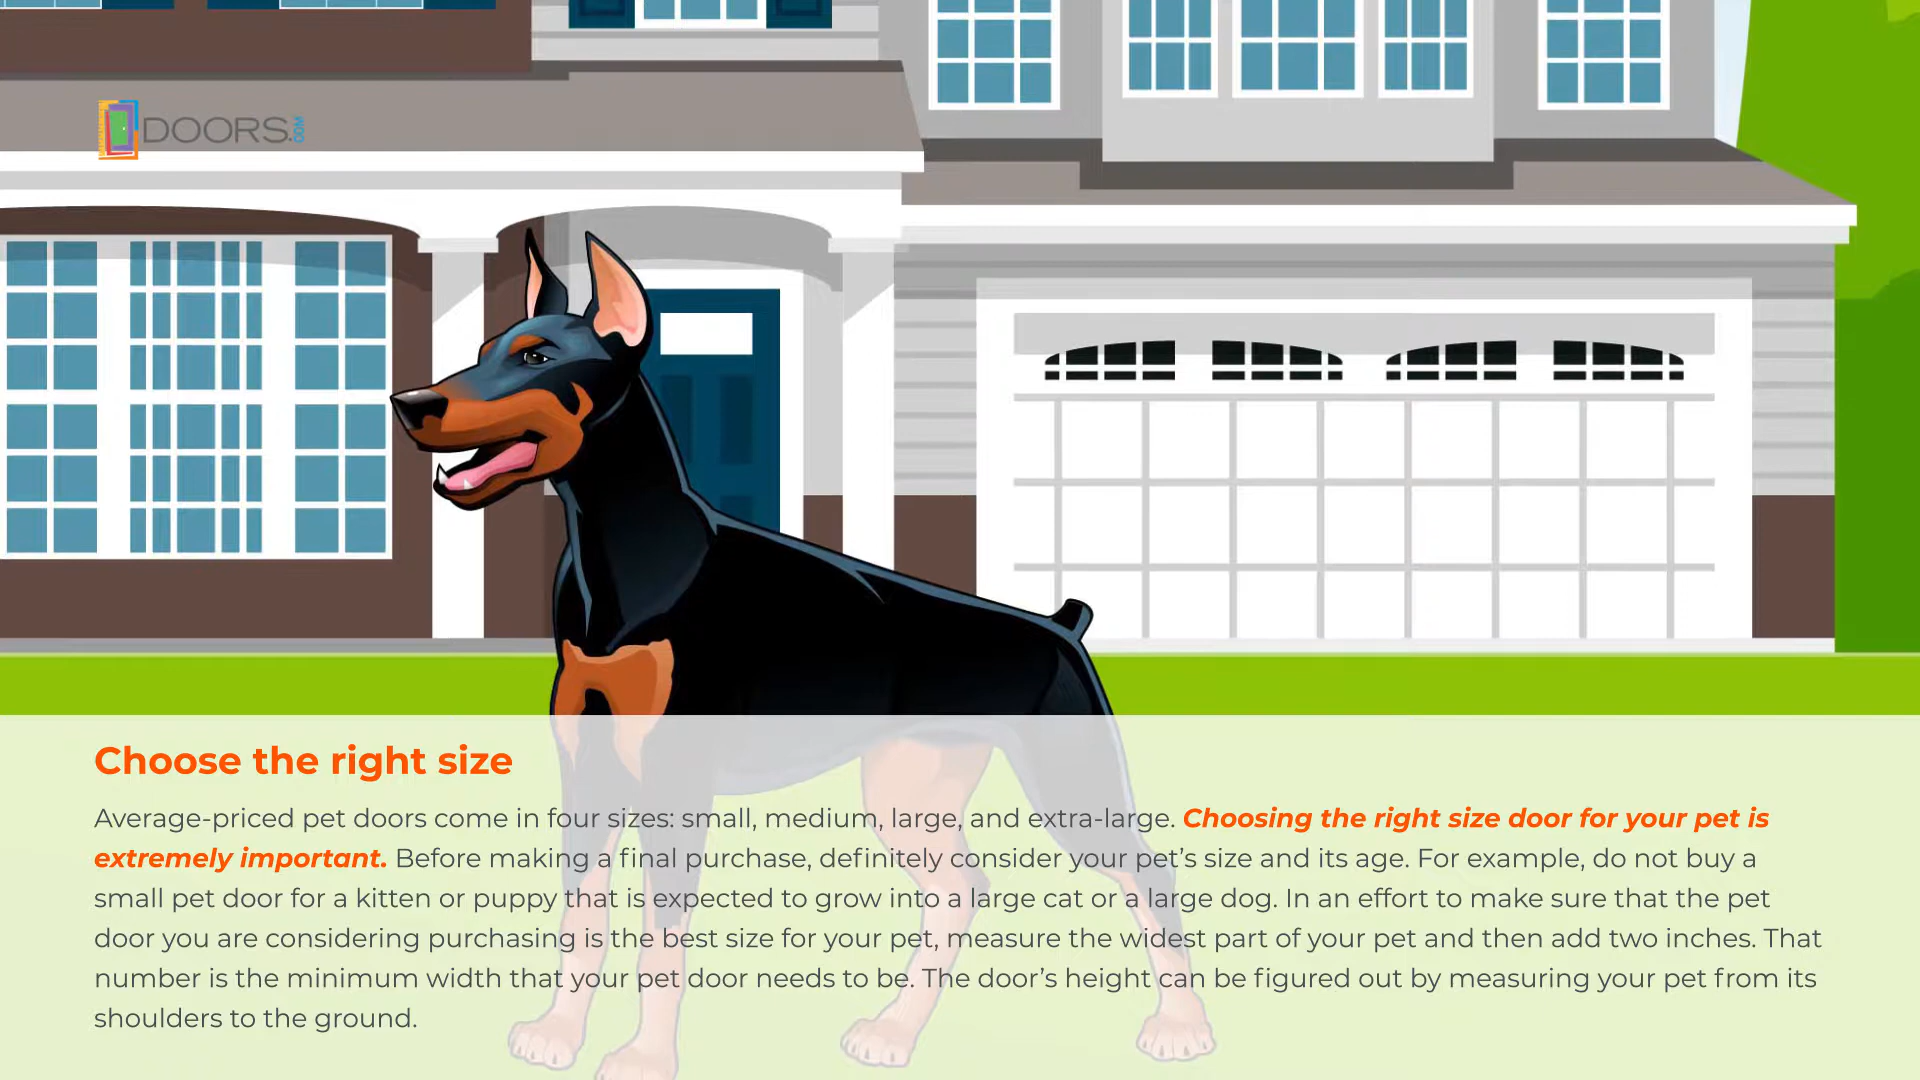 DOORS.COM
Choose the right size
Average-priced pet doors come in four sizes: small, medium, large, and extra-large. Choosing the right size door for your pet is
extremely important. Before making a final purchase, definitely consider your pet’s size and its age. For example, do not buy a
small pet door for a kitten or puppy that is expected to grow into a large cat or a large dog. In an effort to make sure that the pet
door you are considering purchasing is the best size for your pet, measure the widest part of your pet and then add two inches. That
number is the minimum width that your pet door needs to be. The door’s height can be figured out by measuring your pet from its
shoulders to the ground.